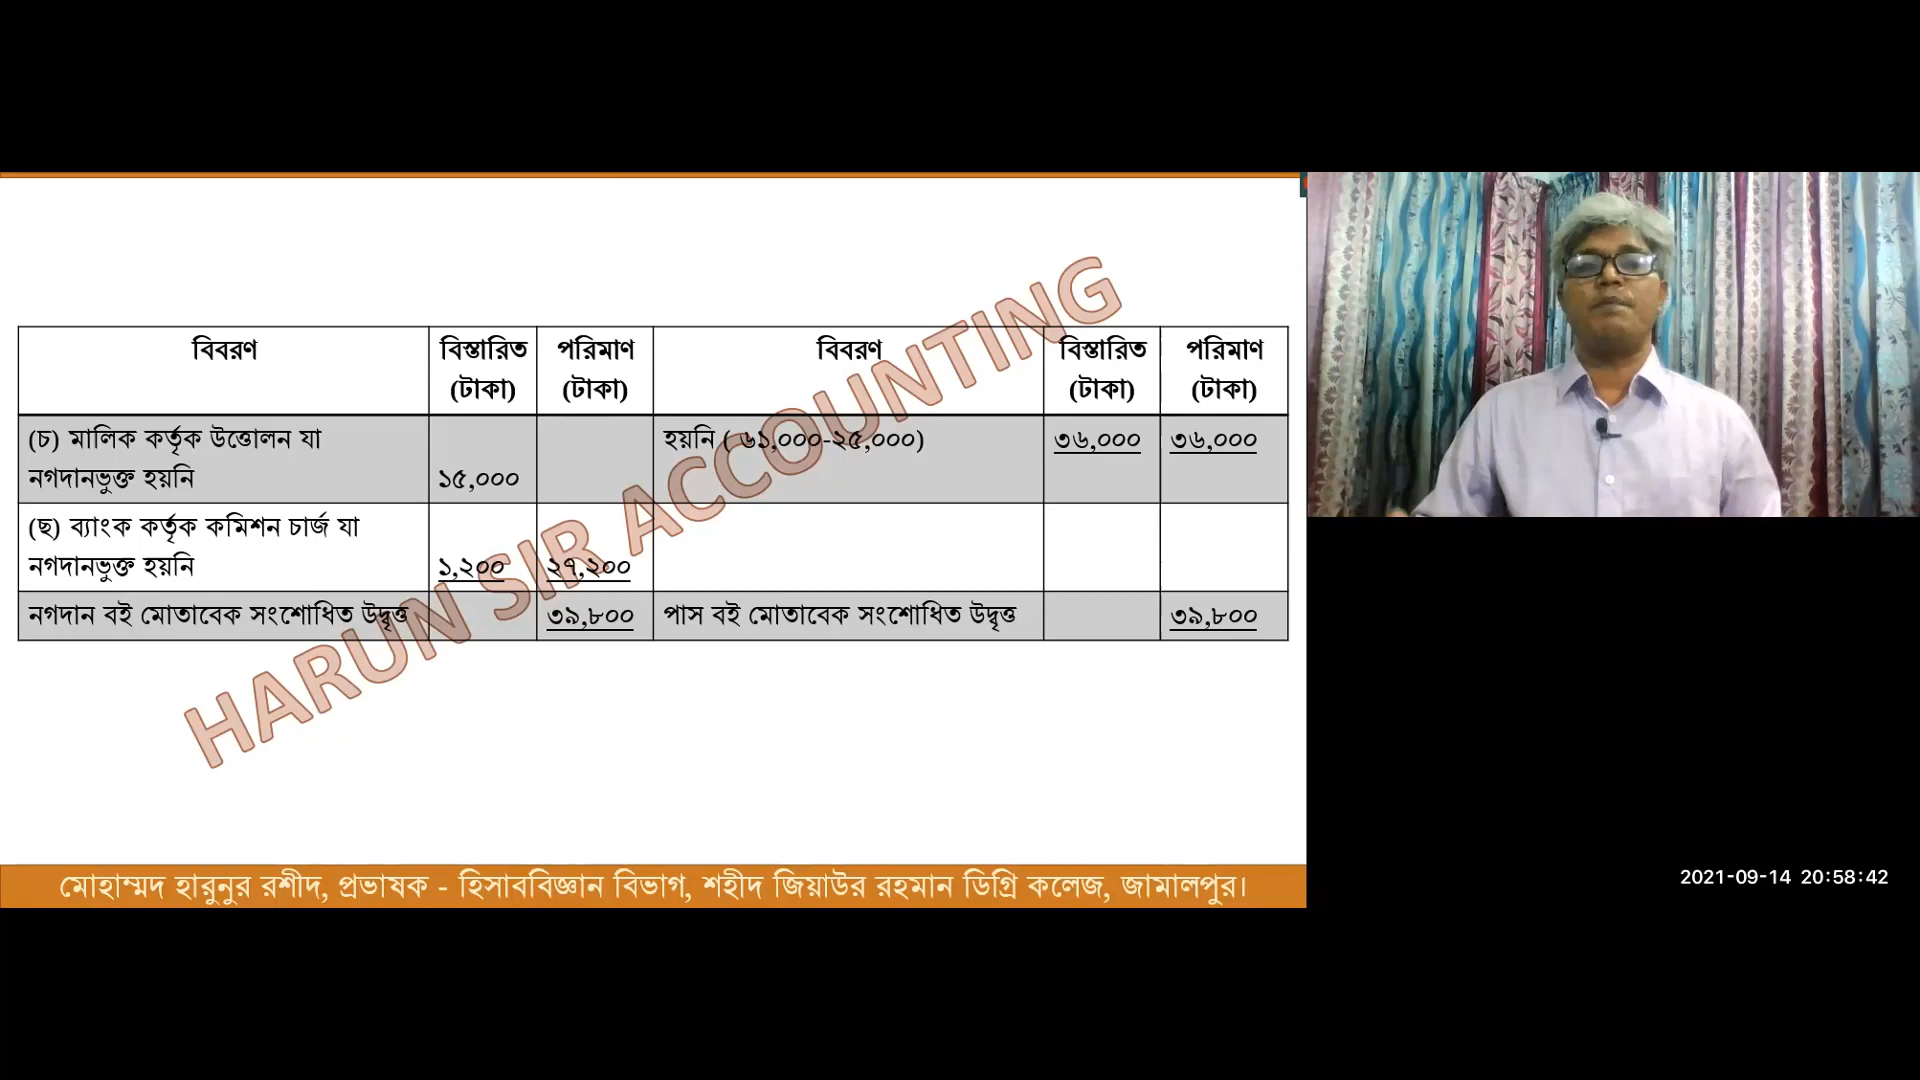 বিবরণ বিস্তারিত (টাকা) পরিমাণ (টাকা) বিবরণ বিস্তারিত (টাকা) পরিমাণ (টাকা)
(চ) মালিক কর্তৃক উত্তোলন যা
নগদানভুক্ত হয়নি ১৫,০০০
হয়নি ( ৬১,০০০-২৫,০০০) ৩৬,০০০ ৩৬,০০০
(ছ) ব্যাংক কর্তৃক কমিশন চার্জ যা
নগদানভুক্ত হয়নি ১,২০০ ২৭,২০০
নগদান বই মোতাবেক সংশোধিত উদ্বৃত্ত ৩৯,৮০০ পাস বই মোতাবেক সংশোধিত উদ্বৃত্ত ৩৯,৮০০
HARUN SIR ACCOUNTING
মোহাম্মদ হারুনুর রশীদ, প্রভাষক - হিসাববিজ্ঞান বিভাগ, শহীদ জিয়াউর রহমান ডিগ্রি কলেজ, জামালপুর।
2021-09-14 20:58:42